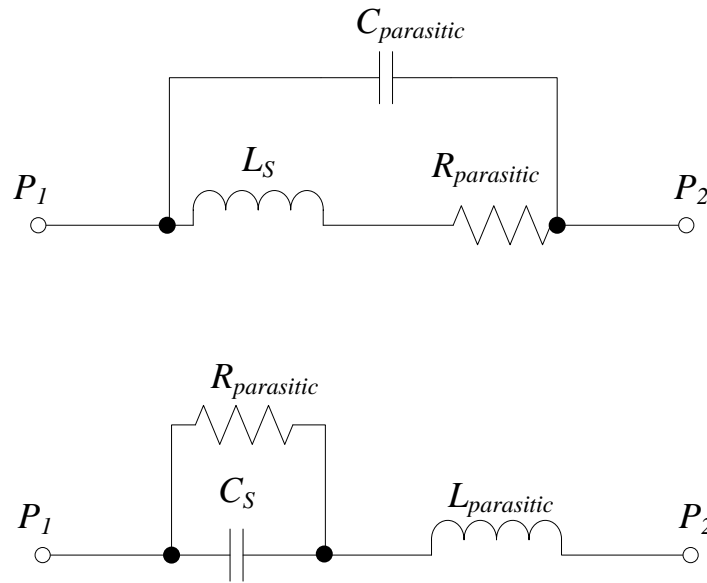 C_parasitic
L_S
R_parasitic
P_1
P_2
R_parasitic
C_S
L_parasitic
P_1
P_2